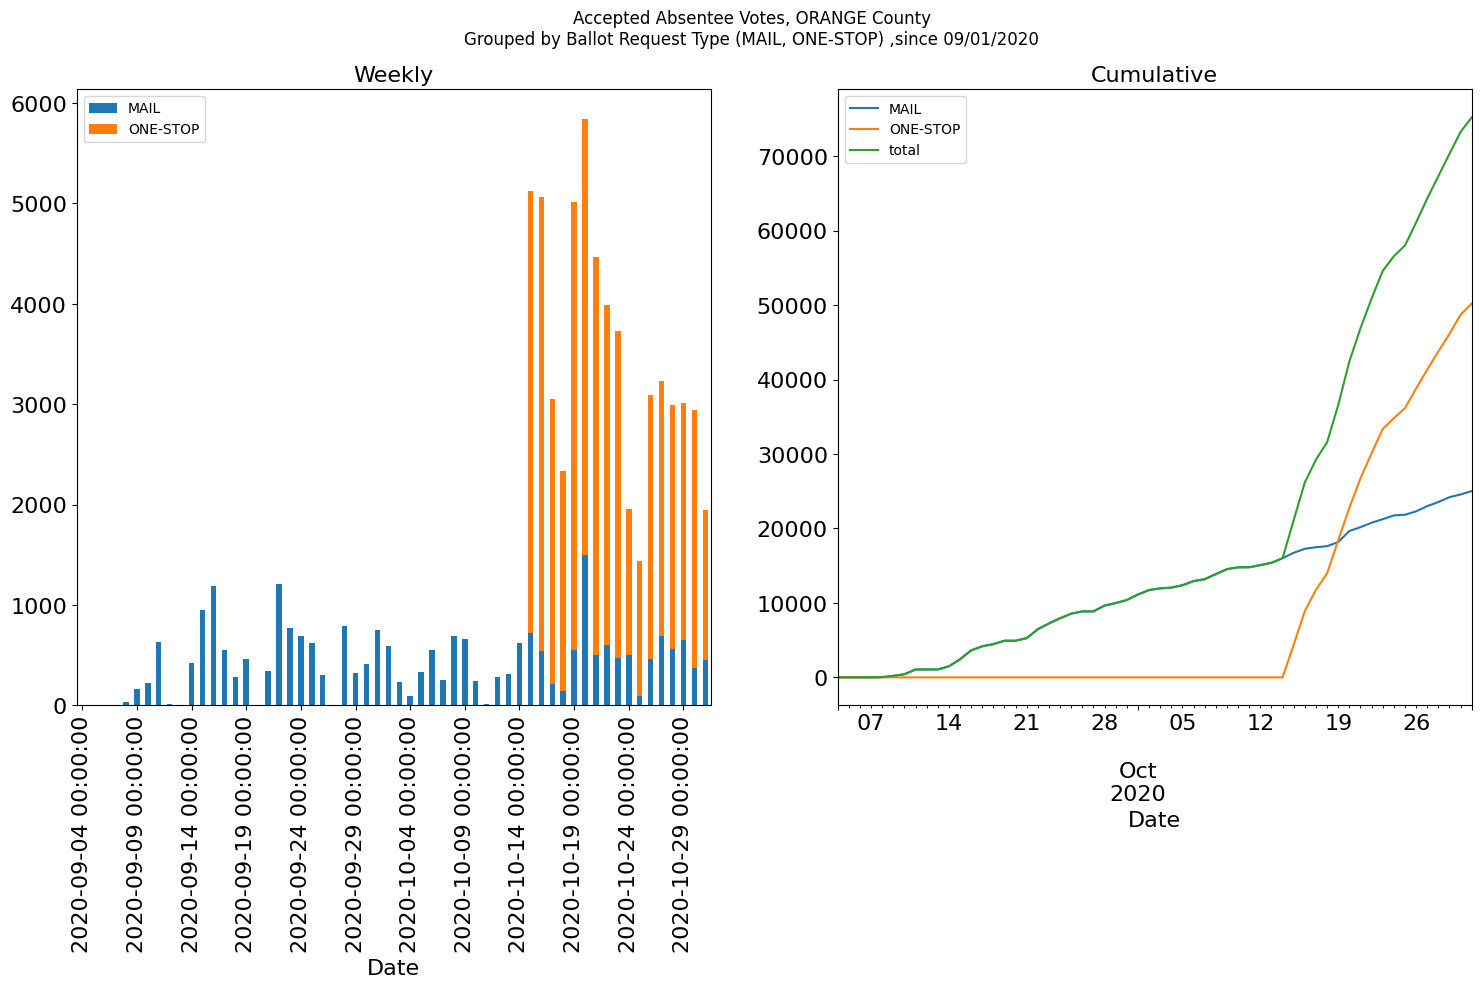 Accepted Absentee Votes, ORANGE County
Grouped by Ballot Request Type (MAIL, ONE-STOP) ,since 09/01/2020
Weekly
MAIL
ONE-STOP
6000
5000
4000
3000
2000
1000
0
2020-09-04 00:00:00
2020-09-09 00:00:00
2020-09-14 00:00:00
2020-09-19 00:00:00
2020-09-24 00:00:00
2020-09-29 00:00:00
2020-10-04 00:00:00
2020-10-09 00:00:00
2020-10-14 00:00:00
2020-10-19 00:00:00
2020-10-24 00:00:00
2020-10-29 00:00:00
Date
Cumulative
MAIL
ONE-STOP
total
70000
60000
50000
40000
30000
20000
10000
0
07 14 21 28 05 12 19 26
Oct
2020
Date